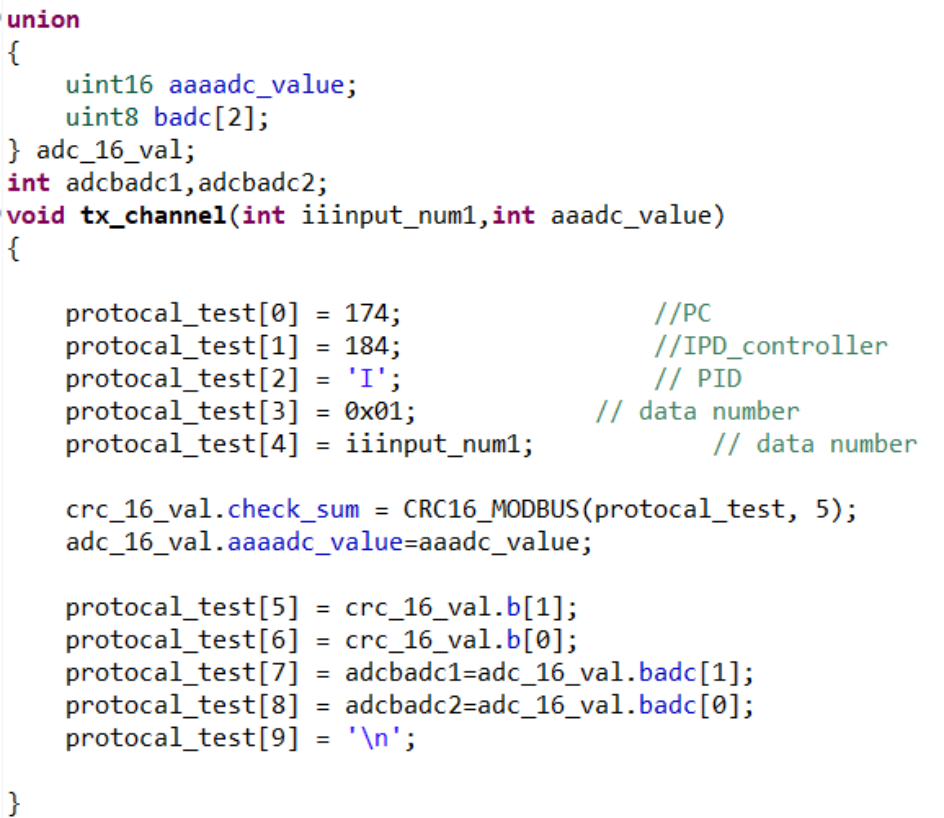 union
{
    uint16 aaaadc_value;
    uint8 badc[2];
} adc_16_val;
int adcbadc1,adcbadc2;
void tx_channel(int iiinput_num1,int aaadc_value)
{
    protocal_test[0] = 174;                //PC
    protocal_test[1] = 184;                //IPD_controller
    protocal_test[2] = 'I';                // PID
    protocal_test[3] = 0x01;            // data number
    protocal_test[4] = iiinput_num1;            // data number
    crc_16_val.check_sum = CRC16_MODBUS(protocal_test, 5);
    adc_16_val.aaaadc_value=aaadc_value;
    protocal_test[5] = crc_16_val.b[1];
    protocal_test[6] = crc_16_val.b[0];
    protocal_test[7] = adcbadc1=adc_16_val.badc[1];
    protocal_test[8] = adcbadc2=adc_16_val.badc[0];
    protocal_test[9] = '\n';
}